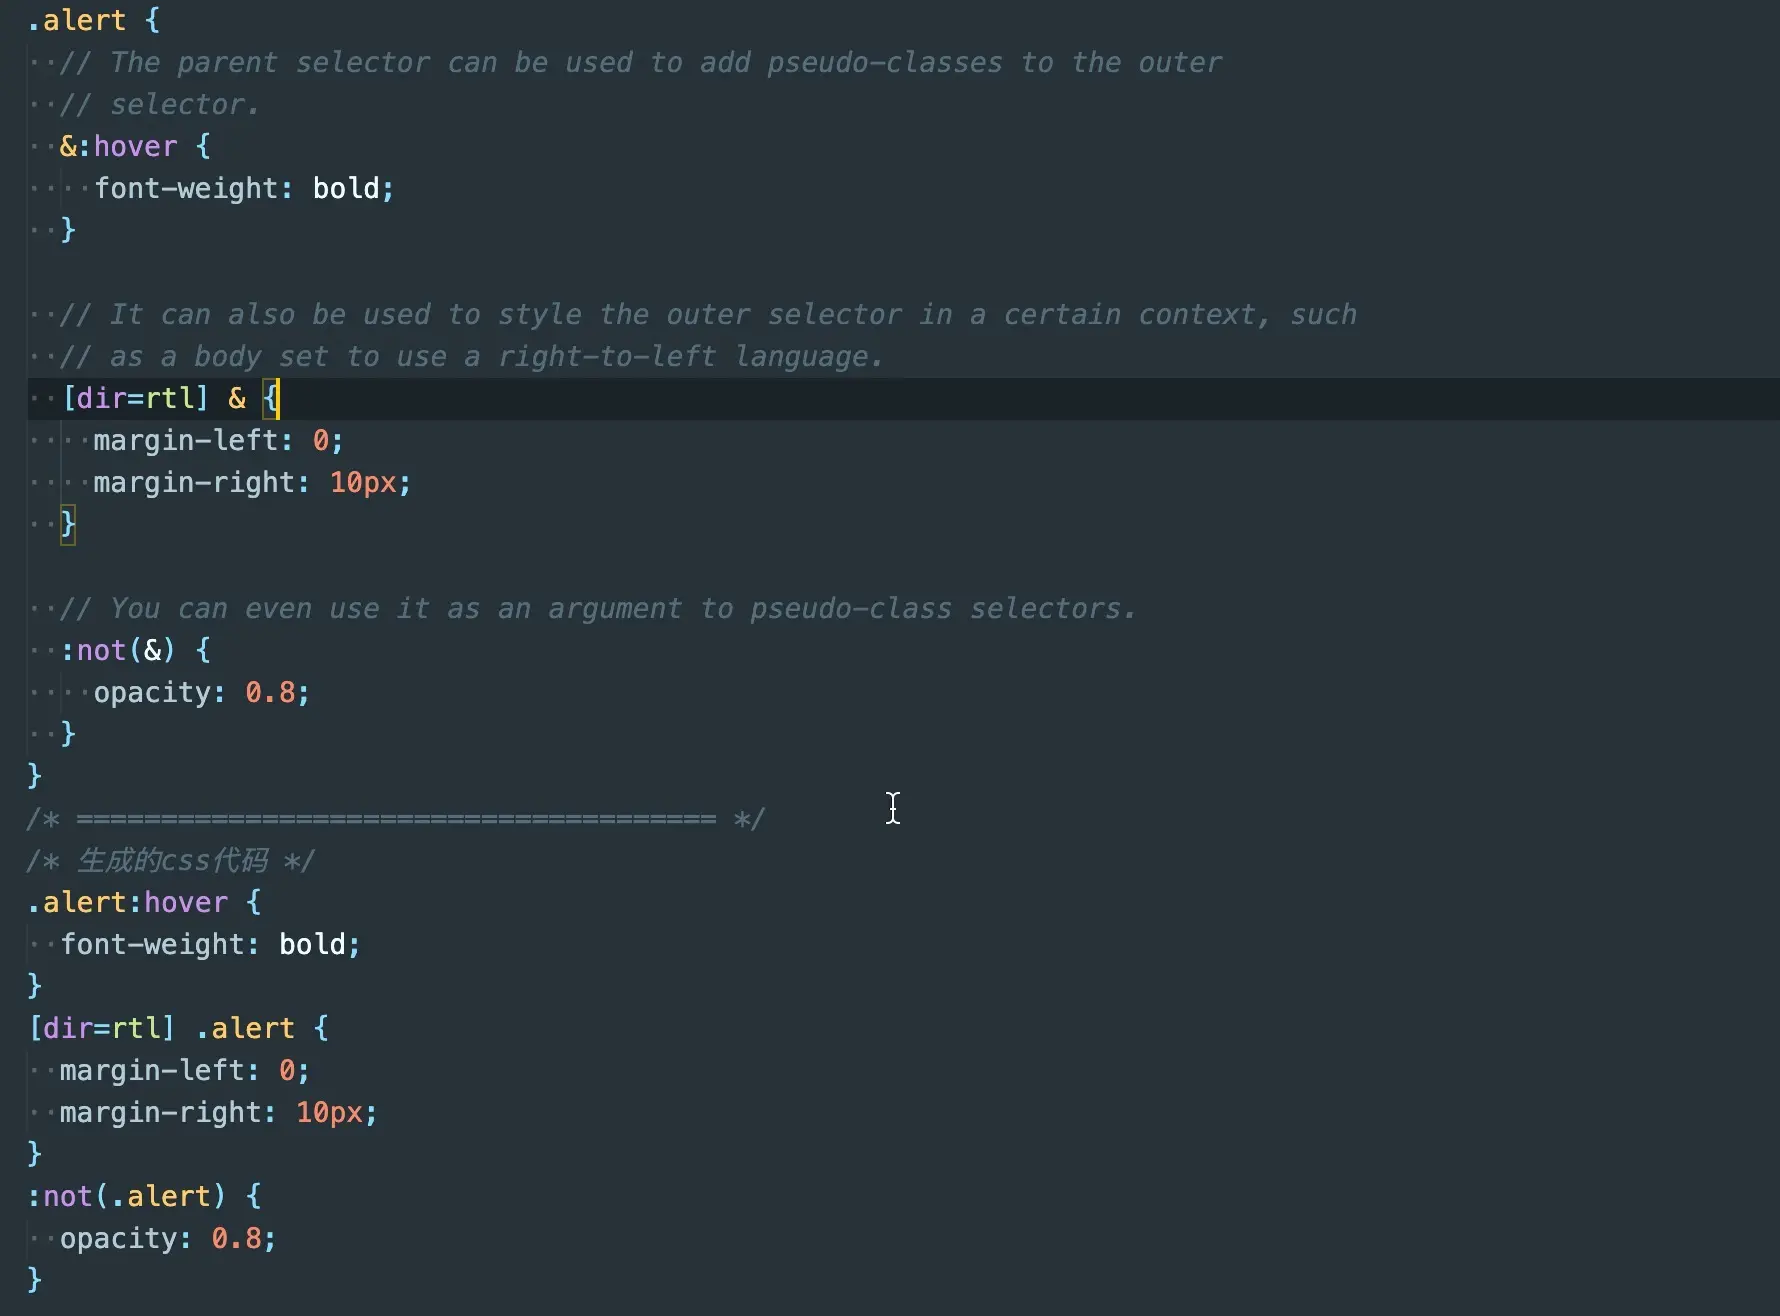 .alert {
  // The parent selector can be used to add pseudo-classes to the outer
  // selector.
  &:hover {
    font-weight: bold;
  }
  // It can also be used to style the outer selector in a certain context, such
  // as a body set to use a right-to-left language.
  [dir=rtl] & {
    margin-left: 0;
    margin-right: 10px;
  }
  // You can even use it as an argument to pseudo-class selectors.
  :not(&) {
    opacity: 0.8;
  }
}
/* ====================================== */
/* 生成的css代码 */
.alert:hover {
  font-weight: bold;
}
[dir=rtl] .alert {
  margin-left: 0;
  margin-right: 10px;
}
:not(.alert) {
  opacity: 0.8;
}